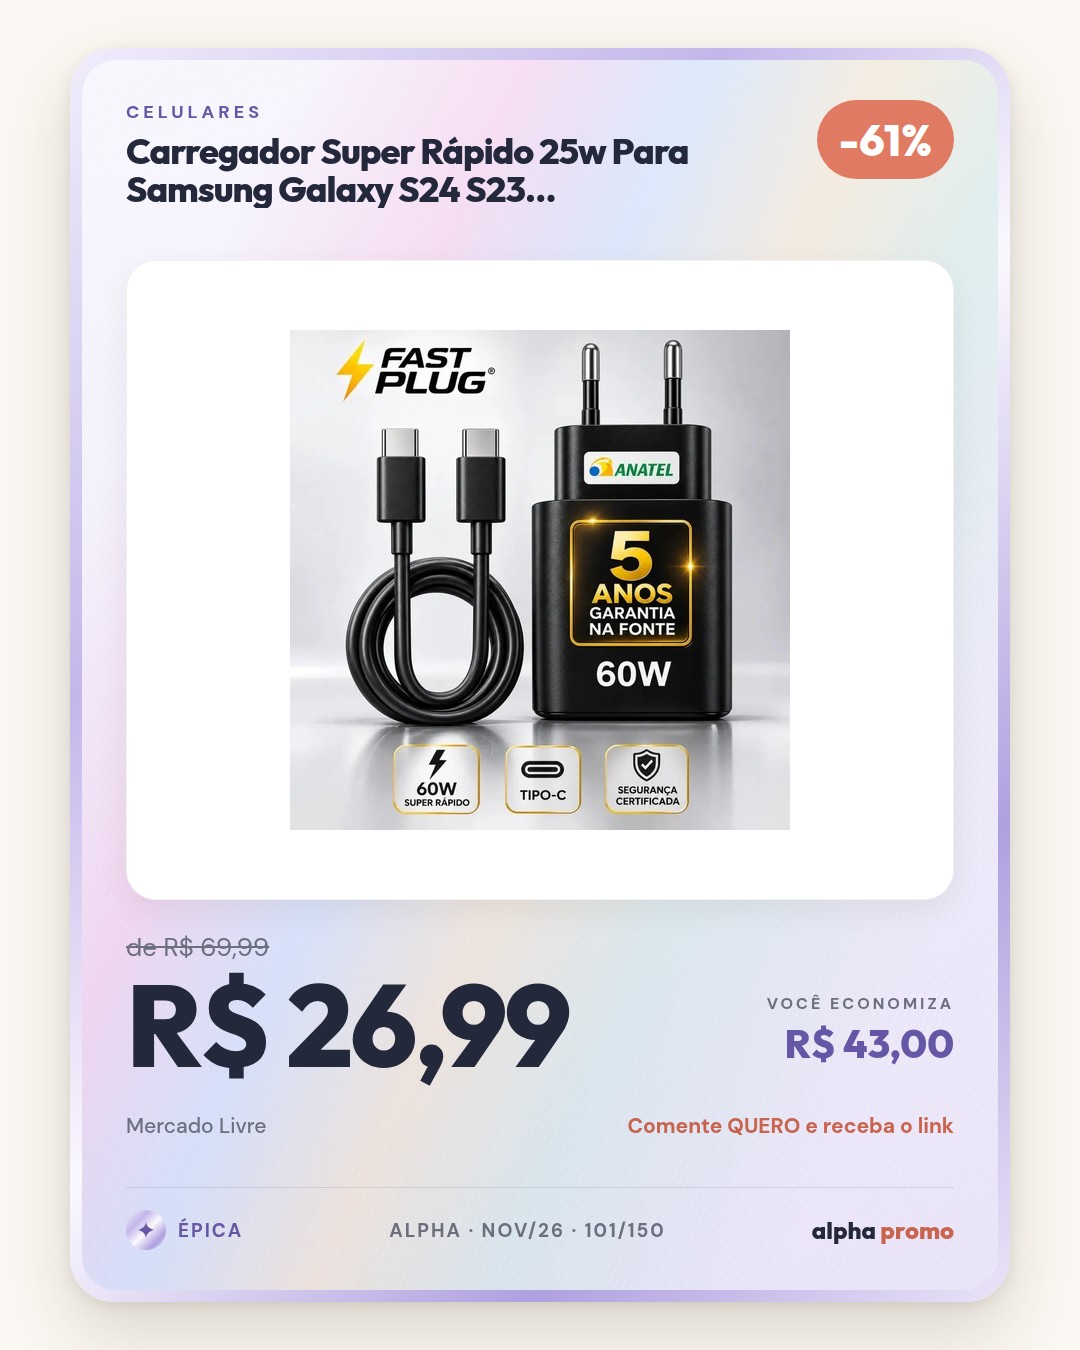 CELULARES
Carregador Super Rápido 25w Para
Samsung Galaxy S24 S23...
-61%
FAST
PLUG®
ANATEL
5
ANOS
GARANTIA
NA FONTE
60W
60W
SUPER RÁPIDO
TIPO-C
SEGURANÇA
CERTIFICADA
de R$ 69,99
R$ 26,99
VOCÊ ECONOMIZA
R$ 43,00
Mercado Livre
Comente QUERO e receba o link
ÉPICA
ALPHA · NOV/26 · 101/150
alpha promo